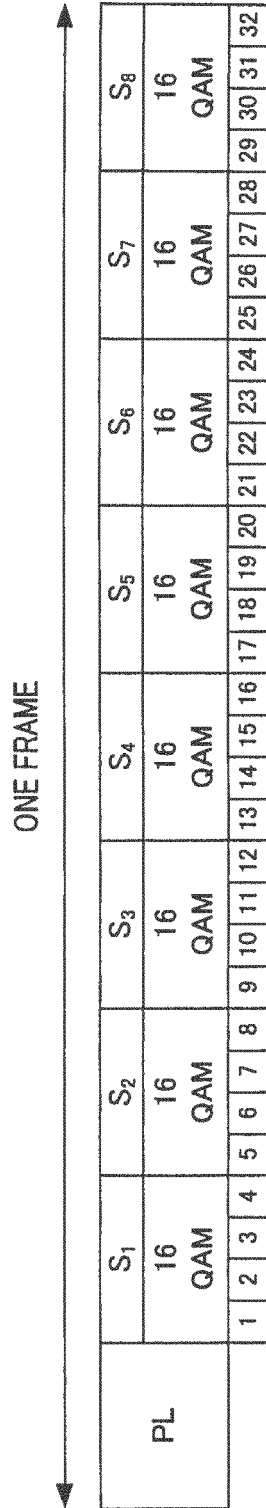 ONE FRAME
PL
S₁ S₂ S₃ S₄ S₅ S₆ S₇ S₈
16 16 16 16 16 16 16 16
QAM QAM QAM QAM QAM QAM QAM QAM
1 2 3 4 5 6 7 8 9 10 11 12 13 14 15 16 17 18 19 20 21 22 23 24 25 26 27 28 29 30 31 32